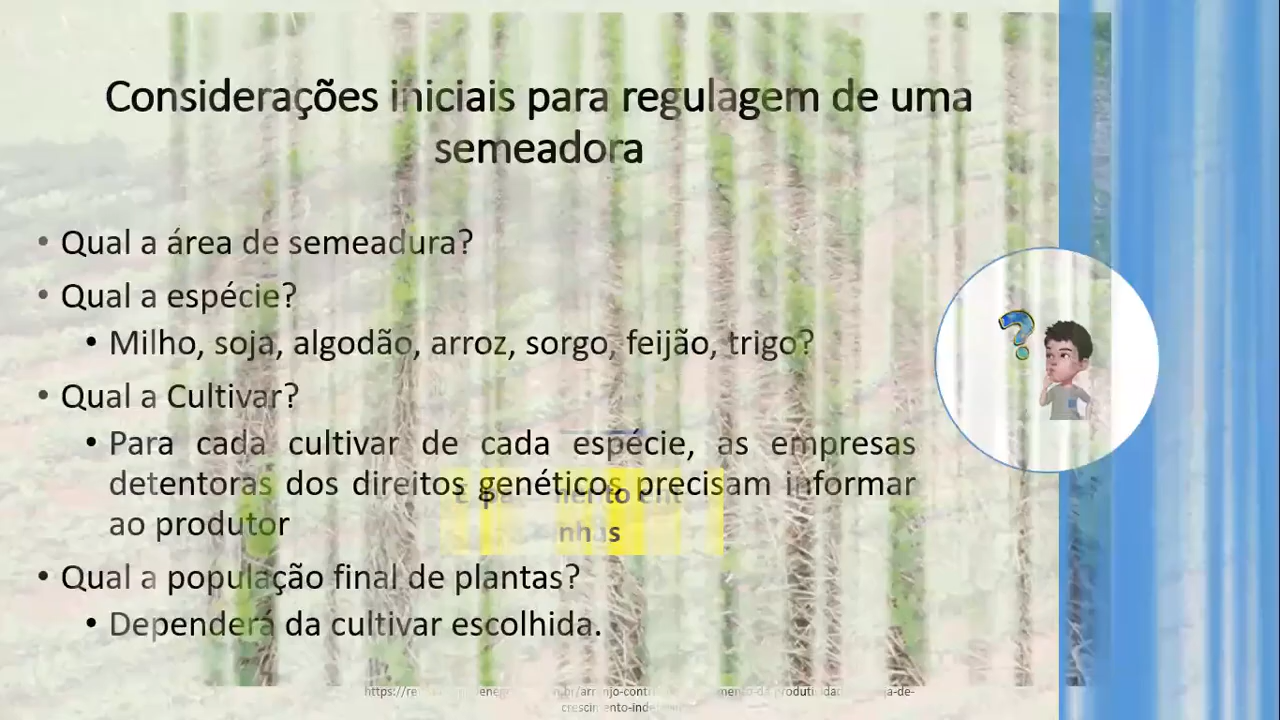 Considerações iniciais para regulagem de uma
semeadora
• Qual a área de semeadura?
• Qual a espécie?
• Milho, soja, algodão, arroz, sorgo, feijão, trigo?
• Qual a Cultivar?
• Para cada cultivar de cada espécie, as empresas
detentoras dos direitos genéticos precisam informar
ao produtor
• Qual a população final de plantas?
• Dependerá da cultivar escolhida.